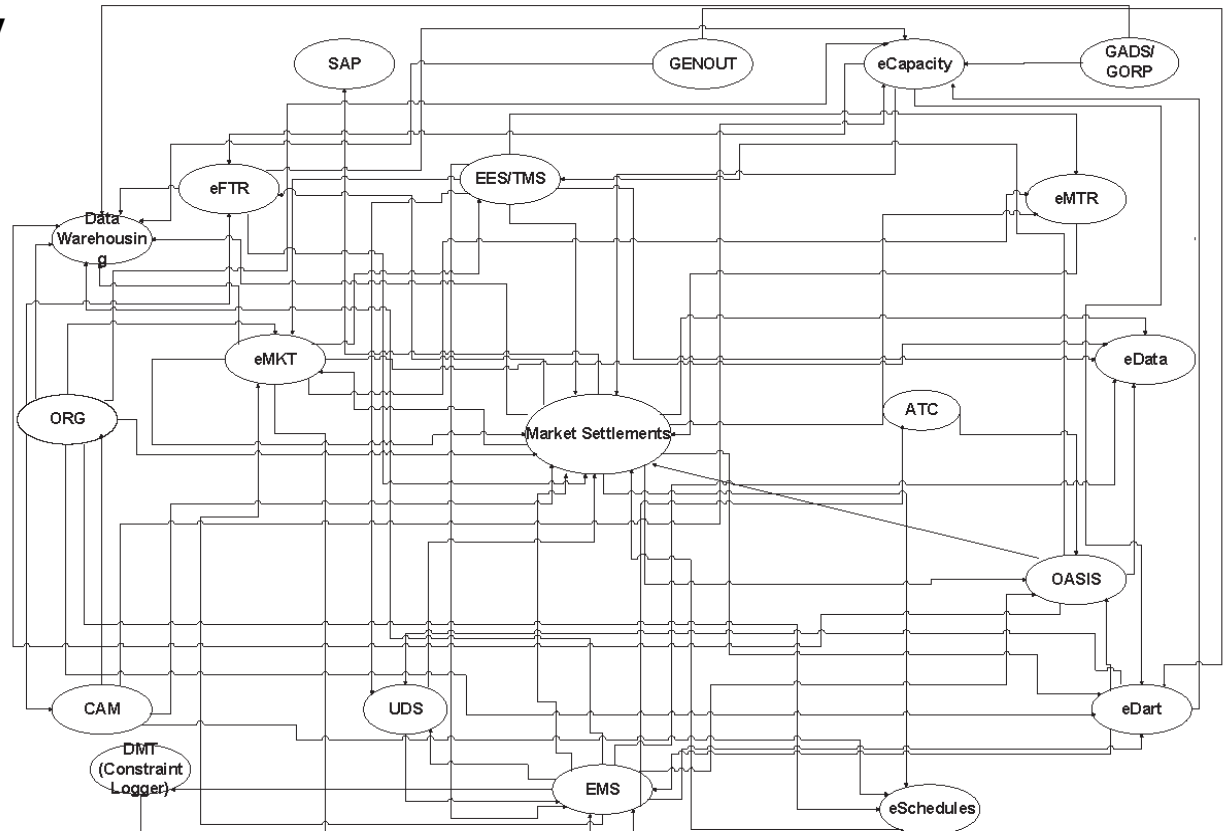 y
SAP
GENOUT
eCapacity
GADS/
GORP
eFTR
EES/TMS
eMTR
Data
Warehousin
g
eMKT
eData
ORG
ATC
Market Settlements
OASIS
CAM
UDS
eDart
DMT
(Constraint
Logger)
EMS
eSchedules